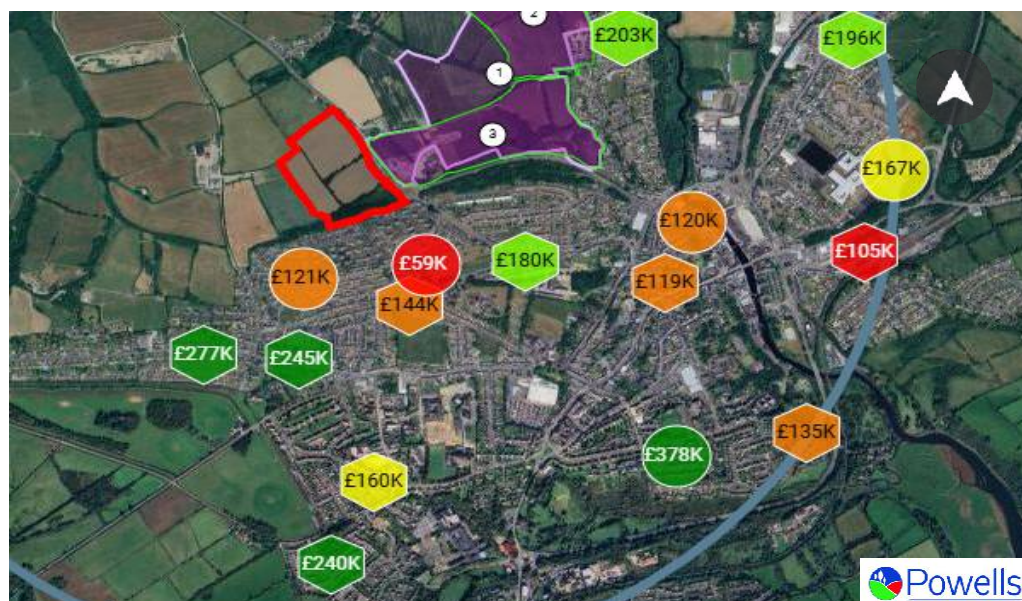 2
£203K
£196K
1
3
£167K
£120K
£180K
£59K
£105K
£121K
£119K
£144K
£277K
£245K
£135K
£378K
£160K
£240K
Powells